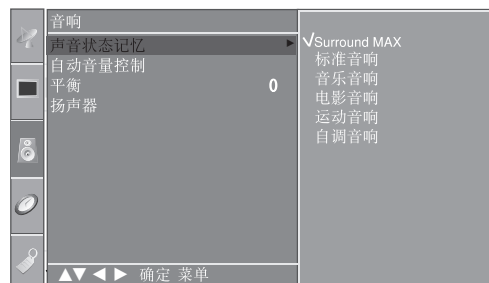 音响
声音状态记忆
自动音量控制
平衡 0
扬声器
Surround MAX
标准音响
音乐音响
电影音响
运动音响
自调音响
▲▼ ◀ ▶ 确定 菜单